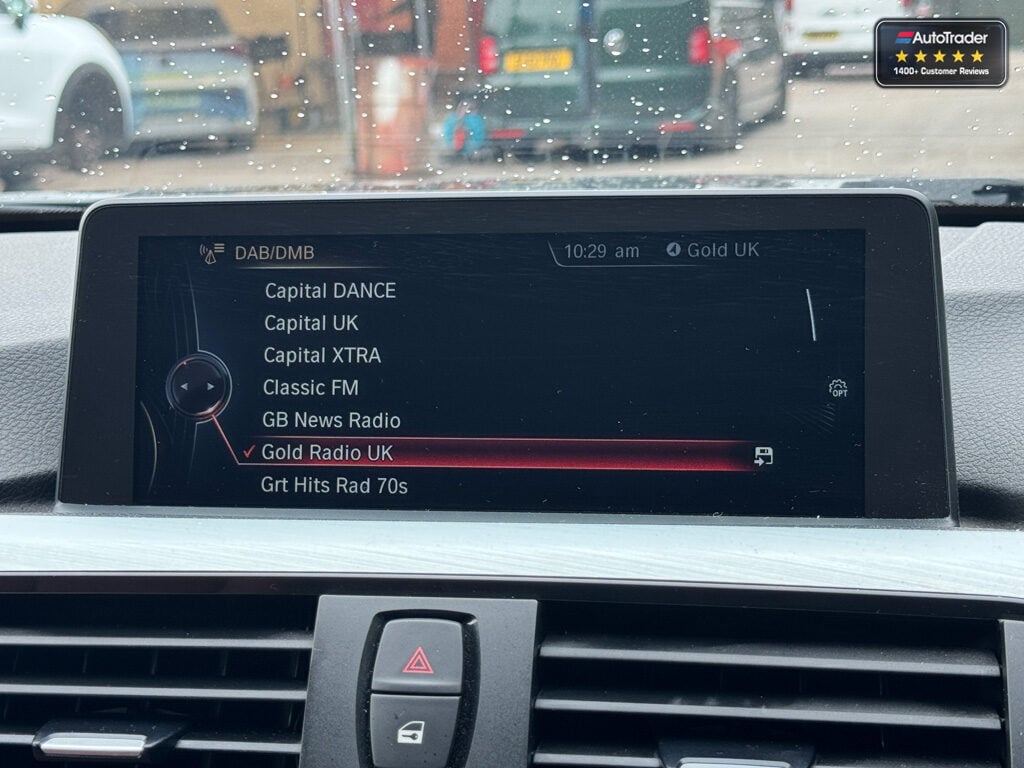 AutoTrader
1400+ Customer Reviews
DAB/DMB
10:29 am
Gold UK
Capital DANCE
Capital UK
Capital XTRA
Classic FM
GB News Radio
Gold Radio UK
Grt Hits Rad 70s
OPT